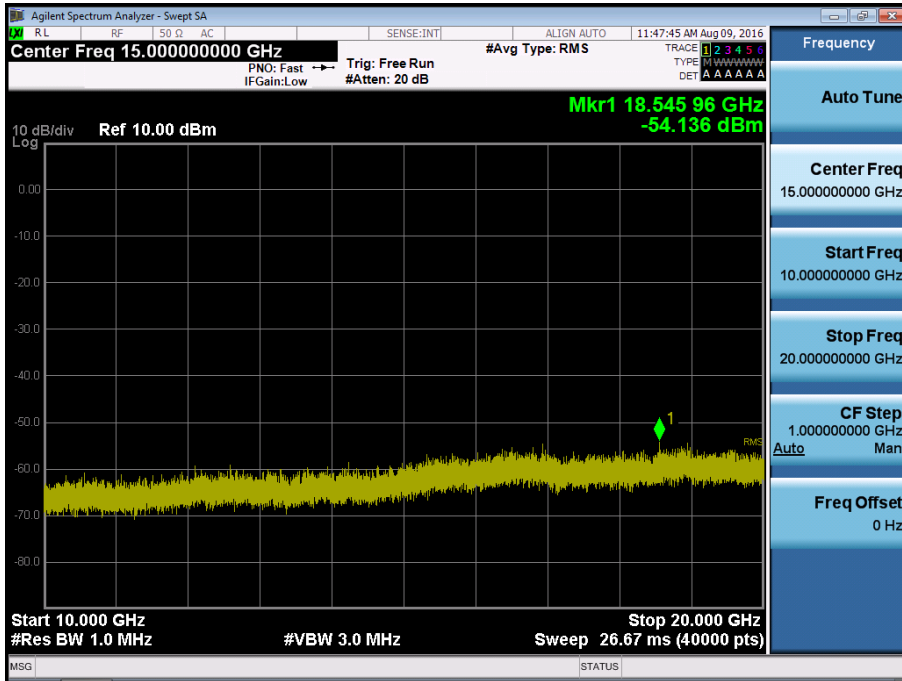 Agilent Spectrum Analyzer - Swept SA
LXI RL RF 50 Ω AC SENSE:INT ALIGN AUTO 11:47:45 AM Aug 09, 2016
Center Freq 15.000000000 GHz
PNO: Fast
IFGain:Low
Trig: Free Run
#Atten: 20 dB
#Avg Type: RMS
TRACE 1 2 3 4 5 6
TYPE M WWWWW
DET A A A A A A
Mkr1 18.545 96 GHz
-54.136 dBm
10 dB/div Ref 10.00 dBm
Log
0.00
-10.0
-20.0
-30.0
-40.0
-50.0
-60.0
-70.0
-80.0
1
RMS
Start 10.000 GHz Stop 20.000 GHz
#Res BW 1.0 MHz #VBW 3.0 MHz Sweep 26.67 ms (40000 pts)
MSG STATUS
Frequency
Auto Tune
Center Freq
15.000000000 GHz
Start Freq
10.000000000 GHz
Stop Freq
20.000000000 GHz
CF Step
1.000000000 GHz
Auto Man
Freq Offset
0 Hz